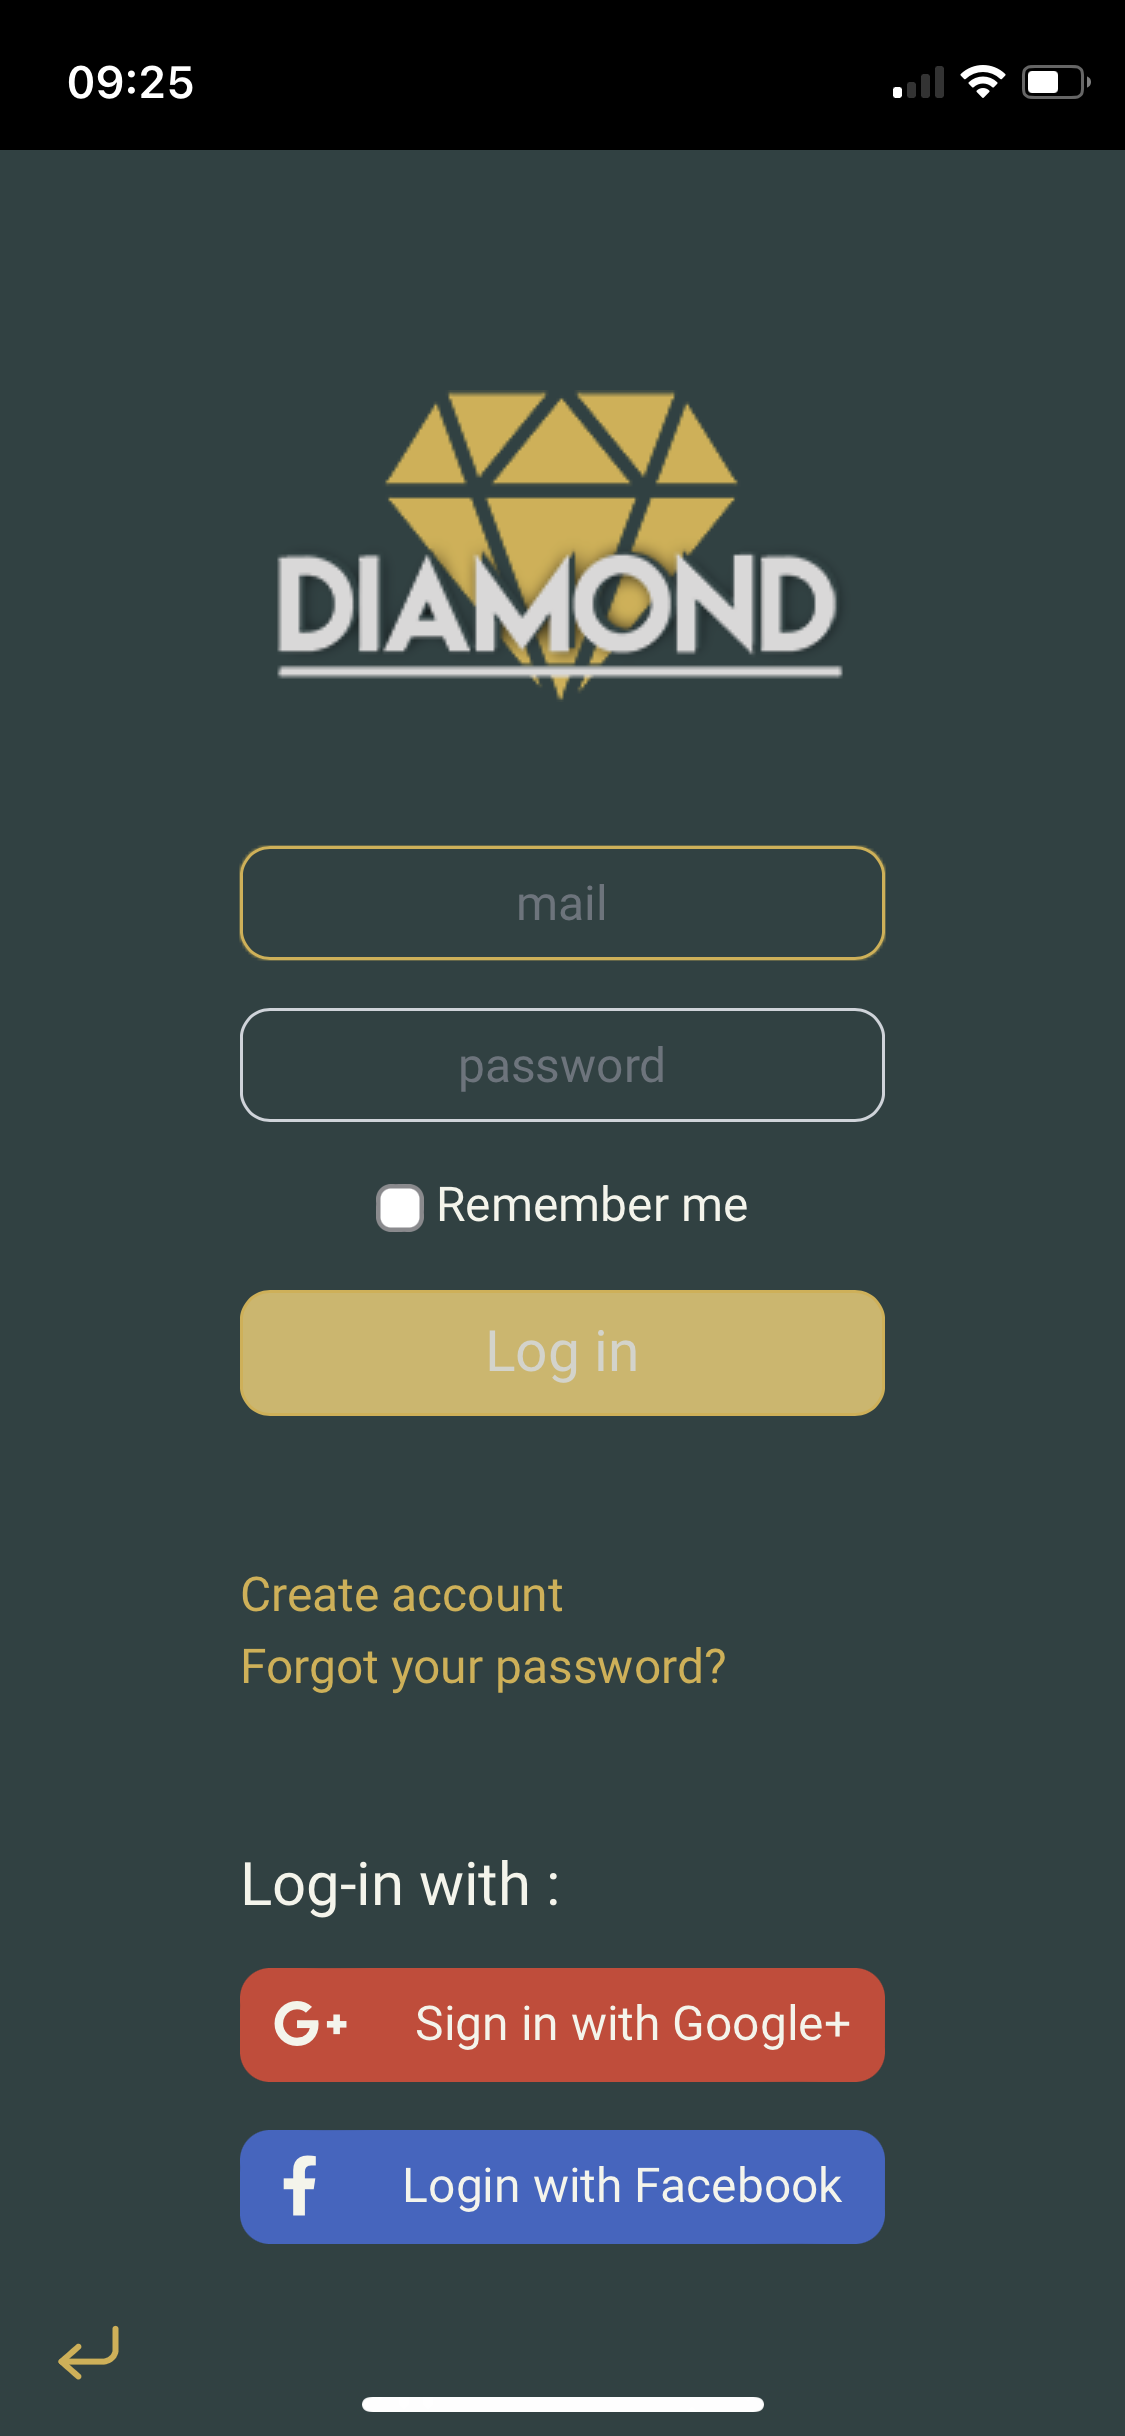 09:25
DIAMOND
mail
password
Remember me
Log in
Create account
Forgot your password?
Log-in with :
G+ Sign in with Google+
f Login with Facebook